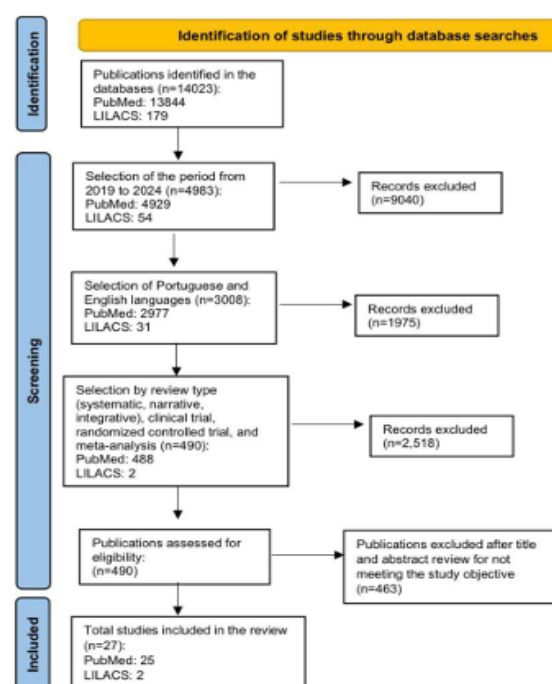 Identification of studies through database searches
Identification
Publications identified in the
databases (n=14023):
PubMed: 13844
LILACS: 179
Screening
Selection of the period from
2019 to 2024 (n=4983):
PubMed: 4929
LILACS: 54
Records excluded
(n=9040)
Selection of Portuguese and
English languages (n=3008):
PubMed: 2977
LILACS: 31
Records excluded
(n=1975)
Selection by review type
(systematic, narrative,
integrative), clinical trial,
randomized controlled trial, and
meta-analysis (n=490):
PubMed: 488
LILACS: 2
Records excluded
(n=2,518)
Publications assessed for
eligibility:
(n=490)
Publications excluded after title
and abstract review for not
meeting the study objective
(n=463)
Included
Total studies included in the review
(n=27):
PubMed: 25
LILACS: 2